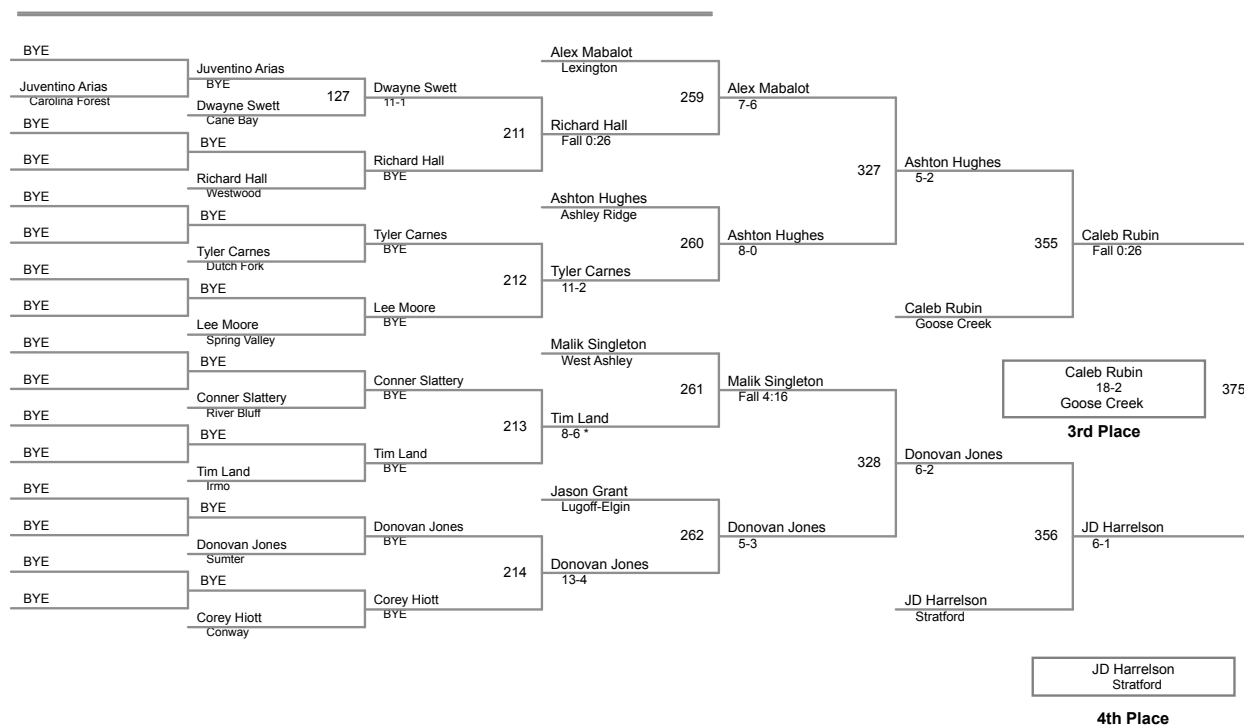 BYE
Juventino Arias
Carolina Forest
BYE
BYE
BYE
BYE
BYE
BYE
BYE
BYE
BYE
BYE
BYE
BYE
BYE
BYE
Juventino Arias
BYE
Dwayne Swett
Cane Bay
BYE
Richard Hall
Westwood
BYE
Tyler Carnes
Dutch Fork
BYE
Lee Moore
Spring Valley
BYE
Conner Slattery
River Bluff
BYE
Tim Land
Irmo
BYE
Donovan Jones
Sumter
BYE
Corey Hiott
Conway
127
Dwayne Swett
11-1
Richard Hall
BYE
Tyler Carnes
BYE
Lee Moore
BYE
Conner Slattery
BYE
Tim Land
BYE
Donovan Jones
BYE
Corey Hiott
BYE
211
212
213
214
Alex Mabalot
Lexington
Richard Hall
Fall 0:26
Ashton Hughes
Ashley Ridge
Tyler Carnes
11-2
Malik Singleton
West Ashley
Tim Land
8-6 *
Jason Grant
Lugoff-Elgin
Donovan Jones
13-4
259
260
261
262
Alex Mabalot
7-6
Ashton Hughes
8-0
Malik Singleton
Fall 4:16
Donovan Jones
5-3
327
328
Ashton Hughes
5-2
Caleb Rubin
Goose Creek
Donovan Jones
6-2
JD Harrelson
Stratford
355
356
Caleb Rubin
Fall 0:26
JD Harrelson
6-1
Caleb Rubin
18-2
Goose Creek
375
3rd Place
JD Harrelson
Stratford
4th Place